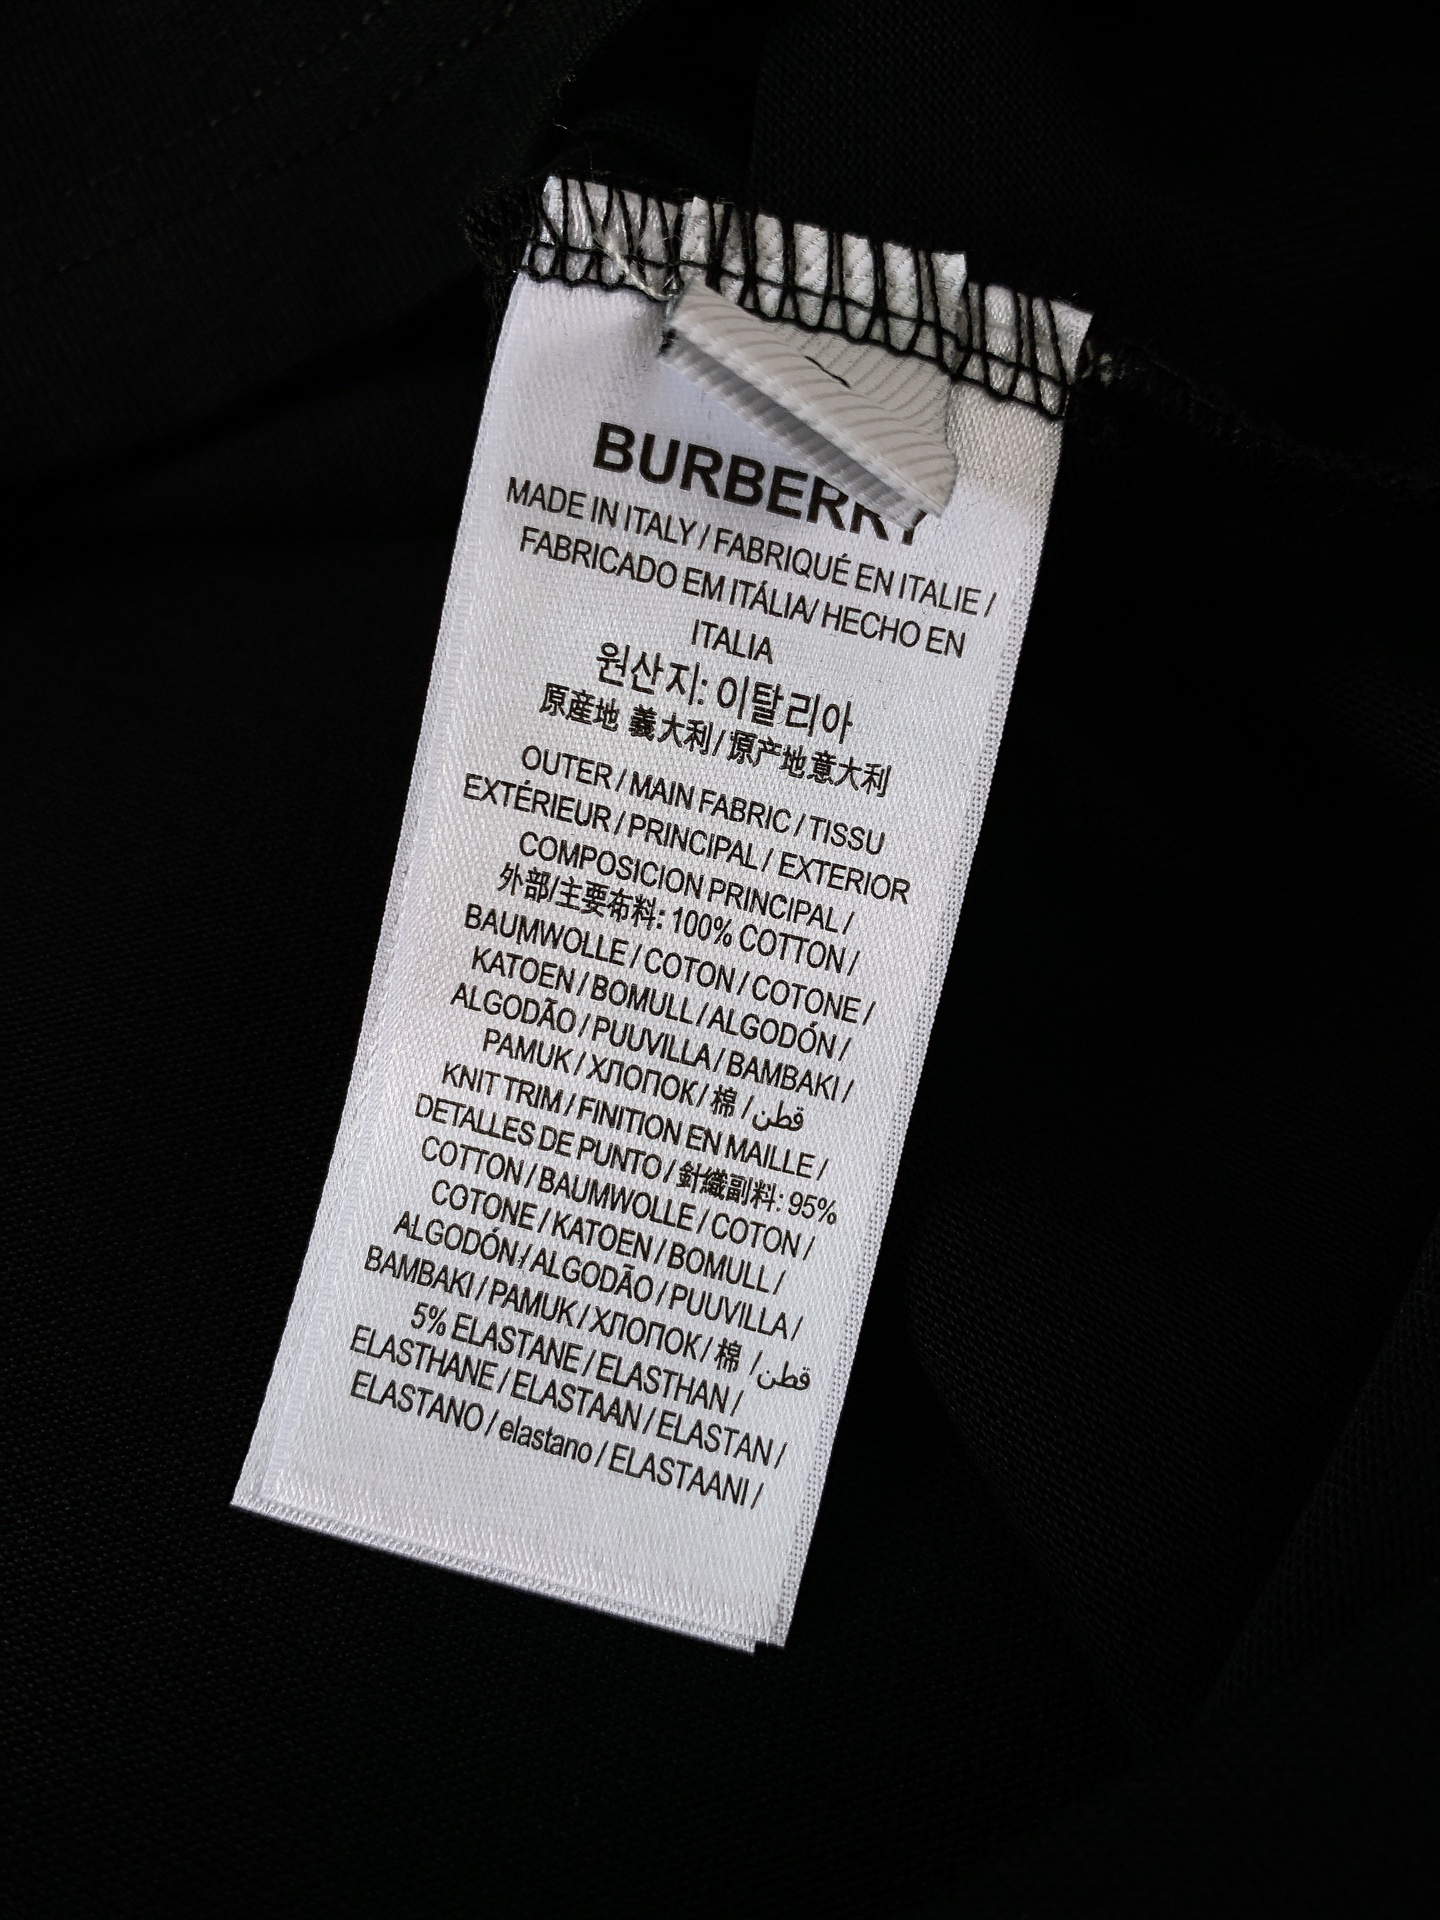 BURBERRY
MADE IN ITALY / FABRIQUÉ EN ITALIE /
FABRICADO EM ITÁLIA/ HECHO EN
ITALIA
원산지: 이탈리아
原産地 義大利 / 原产地意大利
OUTER / MAIN FABRIC / TISSU
EXTÉRIEUR / PRINCIPAL / EXTERIOR
COMPOSICION PRINCIPAL /
外部/主要布料: 100% COTTON /
BAUMWOLLE / COTON / COTONE /
KATOEN / BOMULL / ALGODÓN /
ALGODÃO / PUUVILLA / BAMBAKI /
PAMUK / ХЛОПОК / 棉 / قطن
KNIT TRIM / FINITION EN MAILLE /
DETALLES DE PUNTO / 針織副料: 95%
COTTON / BAUMWOLLE / COTON /
COTONE / KATOEN / BOMULL /
ALGODÓN / ALGODÃO / PUUVILLA /
BAMBAKI / PAMUK / ХЛОПОК / 棉 / قطن
5% ELASTANE / ELASTHAN /
ELASTHANE / ELASTAAN / ELASTAN /
ELASTANO / elastano / ELASTAANI /